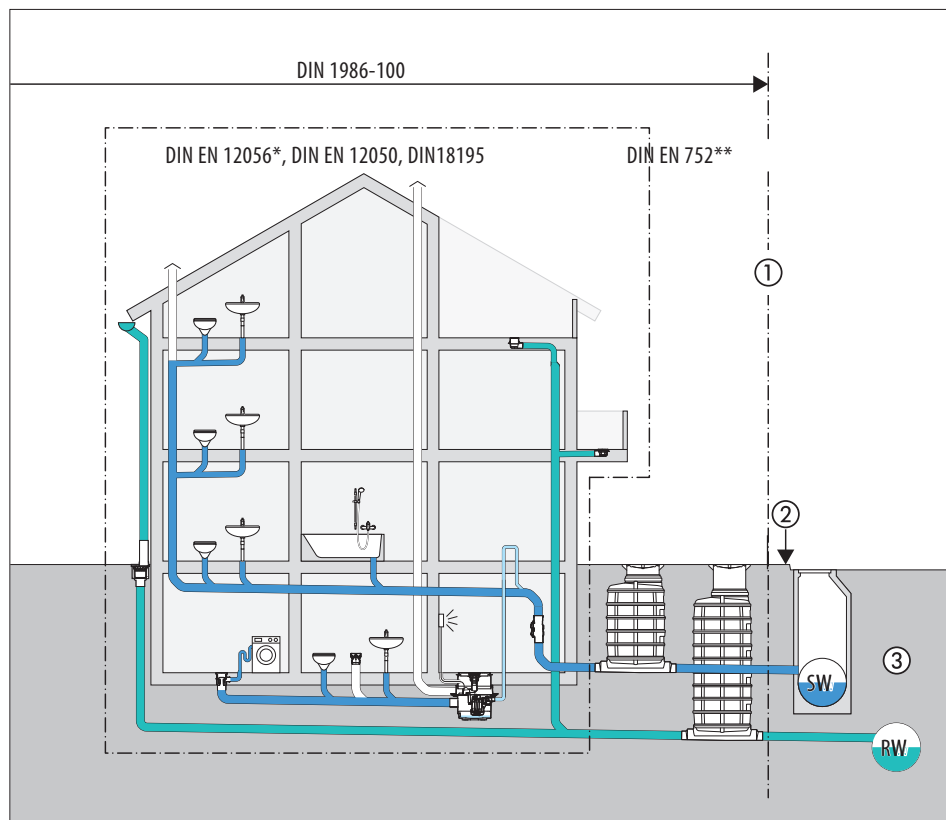 DIN 1986-100
DIN EN 12056*, DIN EN 12050, DIN18195
DIN EN 752**
1
2
3
SW.
RW.